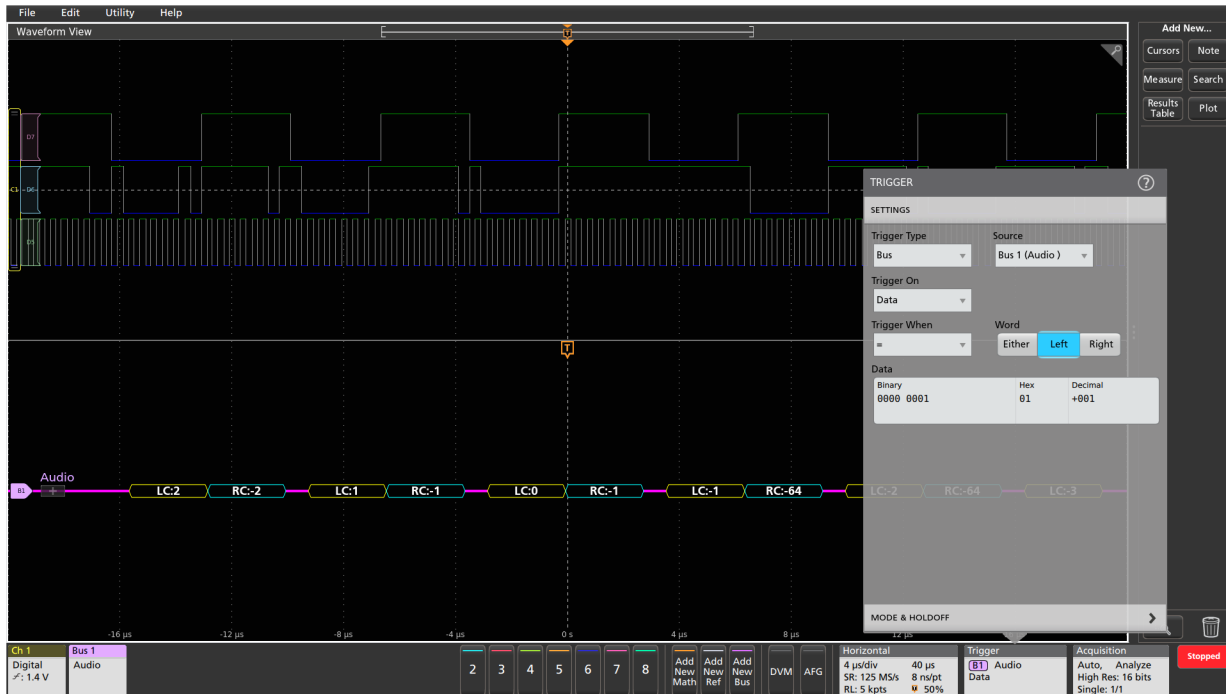 File Edit Utility Help
Waveform View
Add New...
Cursors Note
Measure Search
Results Table Plot
T
D7
C1 D6
D5
TRIGGER ?
SETTINGS
Trigger Type Source
Bus Bus 1 (Audio )
Trigger On
Data
Trigger When Word
= Either Left Right
Data
Binary Hex Decimal
0000 0001 01 +001
T
Audio
B1 + LC:2 RC:-2 LC:1 RC:-1 LC:0 RC:-1 LC:-1 RC:-64 LC:-2 RC:-64 LC:-3
MODE & HOLDOFF
-16 µs -12 µs -8 µs -4 µs 0 s 4 µs 8 µs 12 µs
Ch 1
Digital
1.4 V
Bus 1
Audio
2 3 4 5 6 7 8
Add New Math
Add New Ref
Add New Bus
DVM AFG
Horizontal
4 µs/div 40 µs
SR: 125 MS/s 8 ns/pt
RL: 5 kpts 50%
Trigger
B1 Audio
Data
Acquisition
Auto, Analyze
High Res: 16 bits
Single: 1/1
Stopped